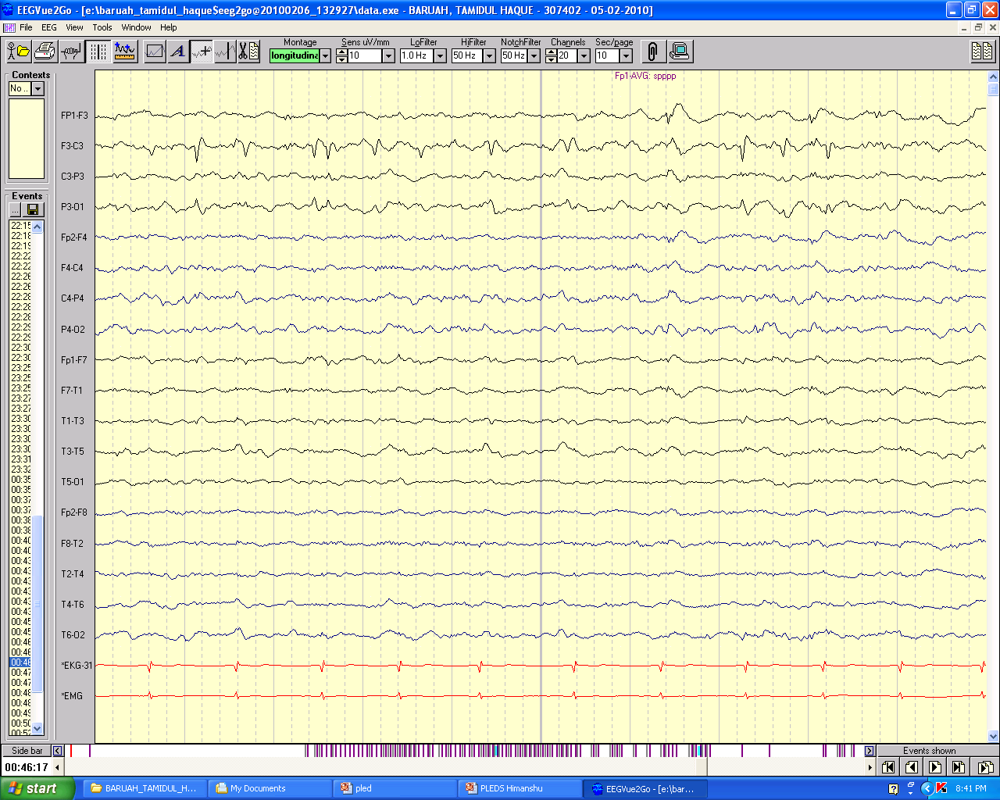 EEGVue2Go - [e:\baruah_tamidul_haque$eeg2go@20100206_132927\data.exe - BARUAH, TAMIDUL HAQUE - 307402 - 05-02-2010]
File EEG View Tools Window Help
Montage Sens uV/mm LoFilter HiFilter NotchFilter Channels Sec/page
longitudina 10 1.0 Hz 50 Hz 50 Hz 20 10
Contexts
No ..
Fp1-AVG: spppp
FP1-F3
F3-C3
C3-P3
P3-O1
Fp2-F4
F4-C4
C4-P4
P4-O2
Fp1-F7
F7-T1
T1-T3
T3-T5
T5-O1
Fp2-F8
F8-T2
T2-T4
T4-T6
T6-O2
*EKG-31
*EMG
Events
...
22:15
22:18
22:19
22:22
22:22
22:26
22:26
22:28
22:28
22:28
22:29
22:29
22:30
22:30
23:25
23:25
23:25
23:27
23:27
23:30
23:30
23:30
23:30
23:31
23:32
00:35
00:35
00:37
00:37
00:38
00:38
00:40
00:40
00:43
00:43
00:43
00:43
00:43
00:43
00:45
00:45
00:46
00:46
00:46
00:47
00:47
00:48
00:48
00:49
00:50
00:52
Side bar Events shown
00:46:17
start BARUAH_TAMIDUL_H... My Documents pled PLEDS Himanshu EEGVue2Go - [e:\bar... 8:41 PM